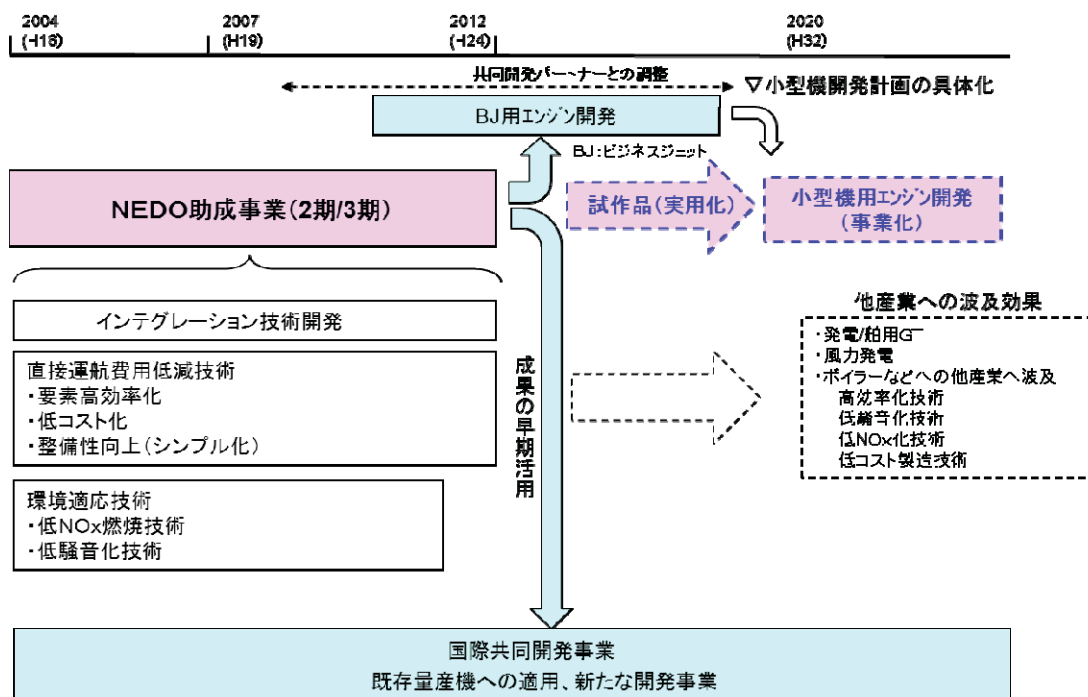 2004
(H16)
2007
(H19)
2012
(H24)
2020
(H32)
共同開発パートナーとの調整
▽小型機開発計画の具体化
BJ用エンジン開発
BJ:ビジネスジェット
NEDO助成事業(2期/3期)
試作品(実用化)
小型機用エンジン開発
(事業化)
インテグレーション技術開発
直接運航費用低減技術
・要素高効率化
・低コスト化
・整備性向上(シンプル化)
環境適応技術
・低NOx燃焼技術
・低騒音化技術
成果の早期活用
他産業への波及効果
・発電/舶用GT
・風力発電
・ボイラーなどへの他産業へ波及
高効率化技術
低騒音化技術
低NOx化技術
低コスト製造技術
国際共同開発事業
既存量産機への適用、新たな開発事業